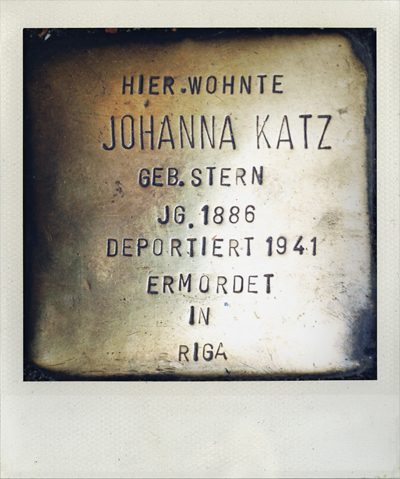 HIER WOHNTE
JOHANNA KATZ
GEB. STERN
JG. 1886
DEPORTIERT 1941
ERMORDET
IN
RIGA